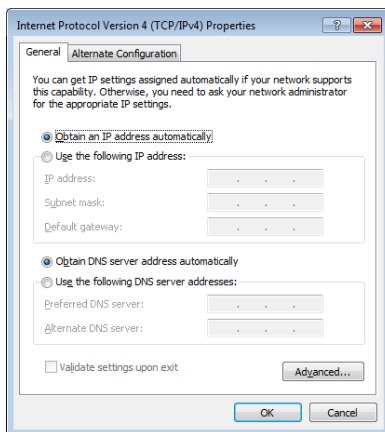 Internet Protocol Version 4 (TCP/IPv4) Properties
General
Alternate Configuration
You can get IP settings assigned automatically if your network supports
this capability. Otherwise, you need to ask your network administrator
for the appropriate IP settings.
Obtain an IP address automatically
Use the following IP address:
IP address:
Subnet mask:
Default gateway:
Obtain DNS server address automatically
Use the following DNS server addresses:
Preferred DNS server:
Alternate DNS server:
Validate settings upon exit
Advanced...
OK
Cancel